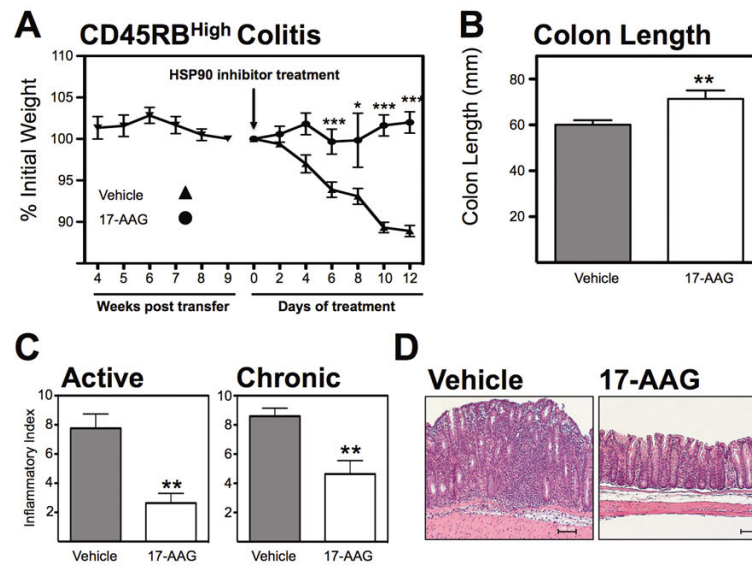 A CD45RBHigh Colitis
HSP90 inhibitor treatment
% Initial Weight
110
105
100
95
90
*** * *** ***
Vehicle
17-AAG
4 5 6 7 8 9 0 2 4 6 8 10 12
Weeks post transfer Days of treatment
B Colon Length
Colon Length (mm)
80
60
40
20
**
Vehicle 17-AAG
C Active
Inflammatory Index
10
8
6
4
2
**
Vehicle 17-AAG
Chronic
10
8
6
4
2
**
Vehicle 17-AAG
D Vehicle 17-AAG